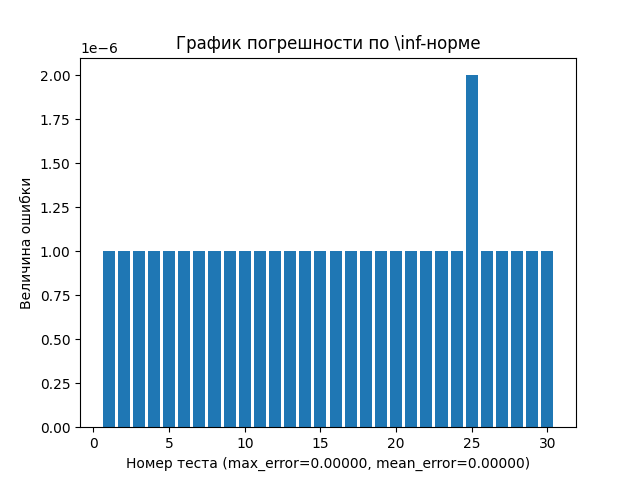 График погрешности по \inf-норме
1e−6
2.00
1.75
1.50
1.25
1.00
0.75
0.50
0.25
0.00
Величина ошибки
0 5 10 15 20 25 30
Номер теста (max_error=0.00000, mean_error=0.00000)